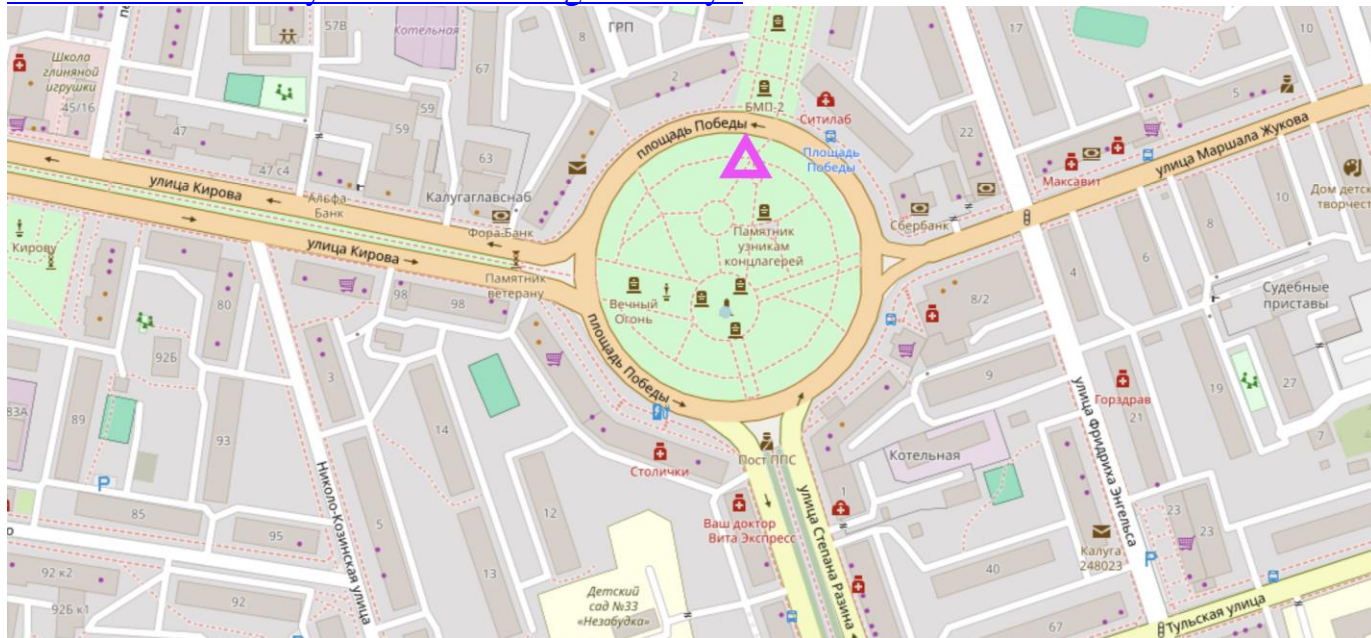 Школа
глиняной
игрушки
45/16
47
47 с4
57В
Котельная
67
59
59
63
8
ГРП
2
БМП-2
площадь Победы
Ситилаб
Площадь
Победы
22
17
10
5
улица Маршала Жукова
Максавит
Дом детс
творчест
8
10
Сбербанк
улица Кирова
Альфа-
Банк
Калугаглавснаб
Фора-Банк
улица Кирова
Памятник
ветерану
Кирову
Памятник
узникам
концлагерей
Вечный
Огонь
4
6
8/2
Судебные
приставы
80
98
98
92Б
3
площадь Победы
9
19
27
83А
89
93
14
Горздрав
21
7
улица Фридриха Энгельса
Котельная
Столички
Пост ППС
1
Николо-Козинская улица
85
95
5
12
13
Ваш доктор
Вита Экспресс
улица Степана Разина
23
23
Калуга
248023
40
92 к2
92Б к1
92
Детский
сад №33
«Незабудка»
67
Тульская улица